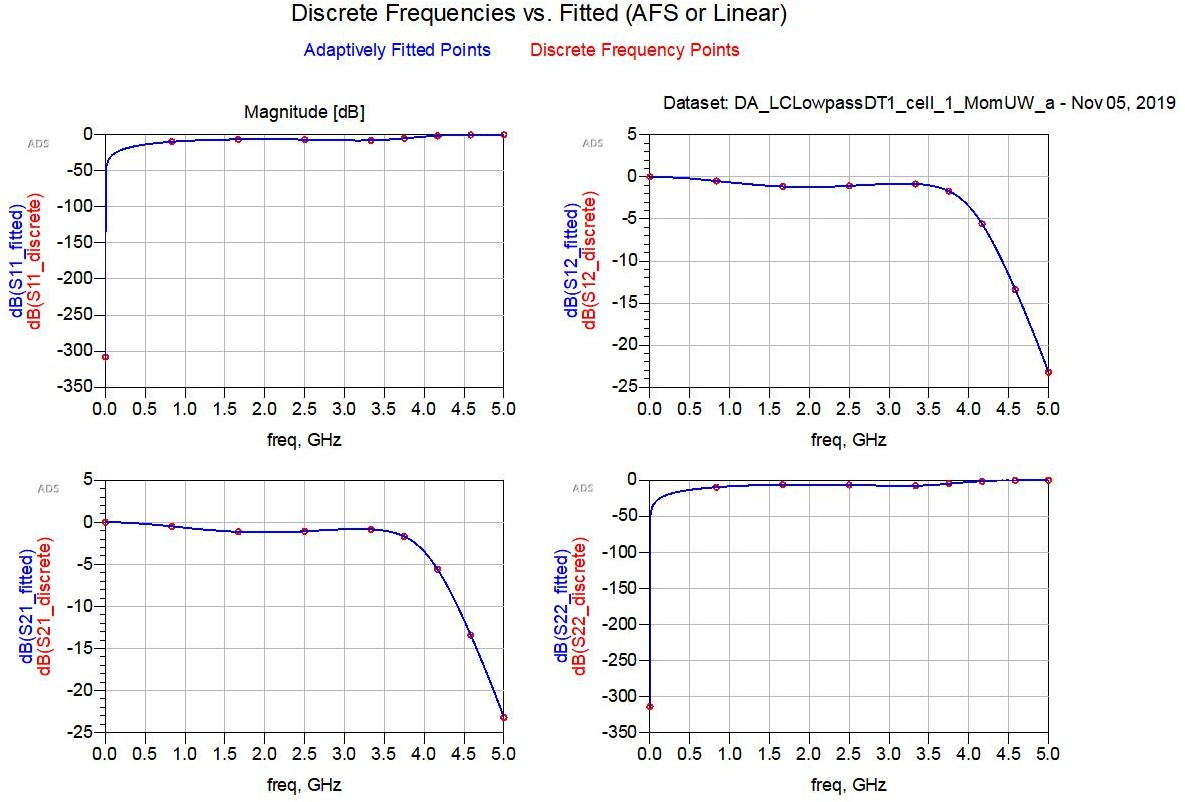 Discrete Frequencies vs. Fitted (AFS or Linear)
Adaptively Fitted Points Discrete Frequency Points
Magnitude [dB]
Dataset: DA_LCLowpassDT1_cell_1_MomUW_a - Nov 05, 2019
ADS
dB(S11_fitted)
dB(S11_discrete)
0
-50
-100
-150
-200
-250
-300
-350
0.0 0.5 1.0 1.5 2.0 2.5 3.0 3.5 4.0 4.5 5.0
freq, GHz
ADS
dB(S12_fitted)
dB(S12_discrete)
5
0
-5
-10
-15
-20
-25
0.0 0.5 1.0 1.5 2.0 2.5 3.0 3.5 4.0 4.5 5.0
freq, GHz
ADS
dB(S21_fitted)
dB(S21_discrete)
5
0
-5
-10
-15
-20
-25
0.0 0.5 1.0 1.5 2.0 2.5 3.0 3.5 4.0 4.5 5.0
freq, GHz
ADS
dB(S22_fitted)
dB(S22_discrete)
0
-50
-100
-150
-200
-250
-300
-350
0.0 0.5 1.0 1.5 2.0 2.5 3.0 3.5 4.0 4.5 5.0
freq, GHz